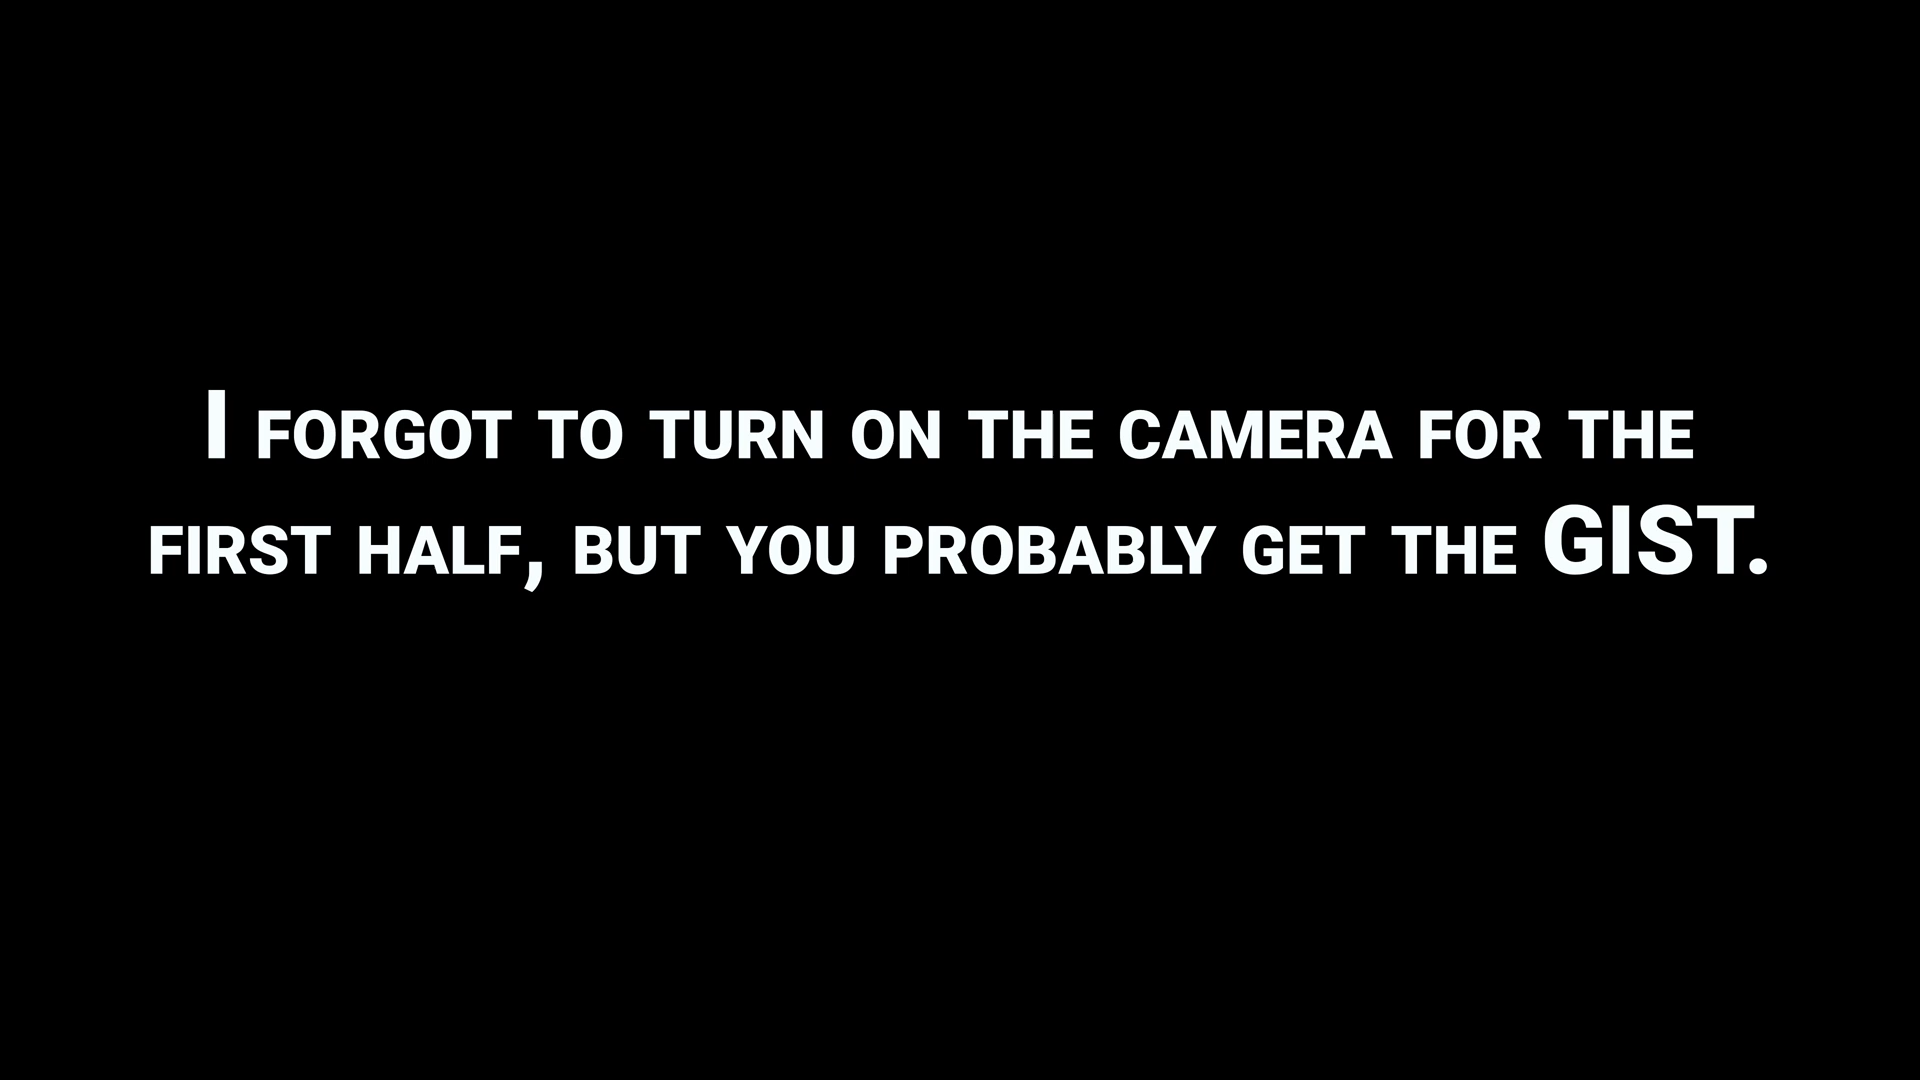 I forgot to turn on the camera for the
first half, but you probably get the GIST.